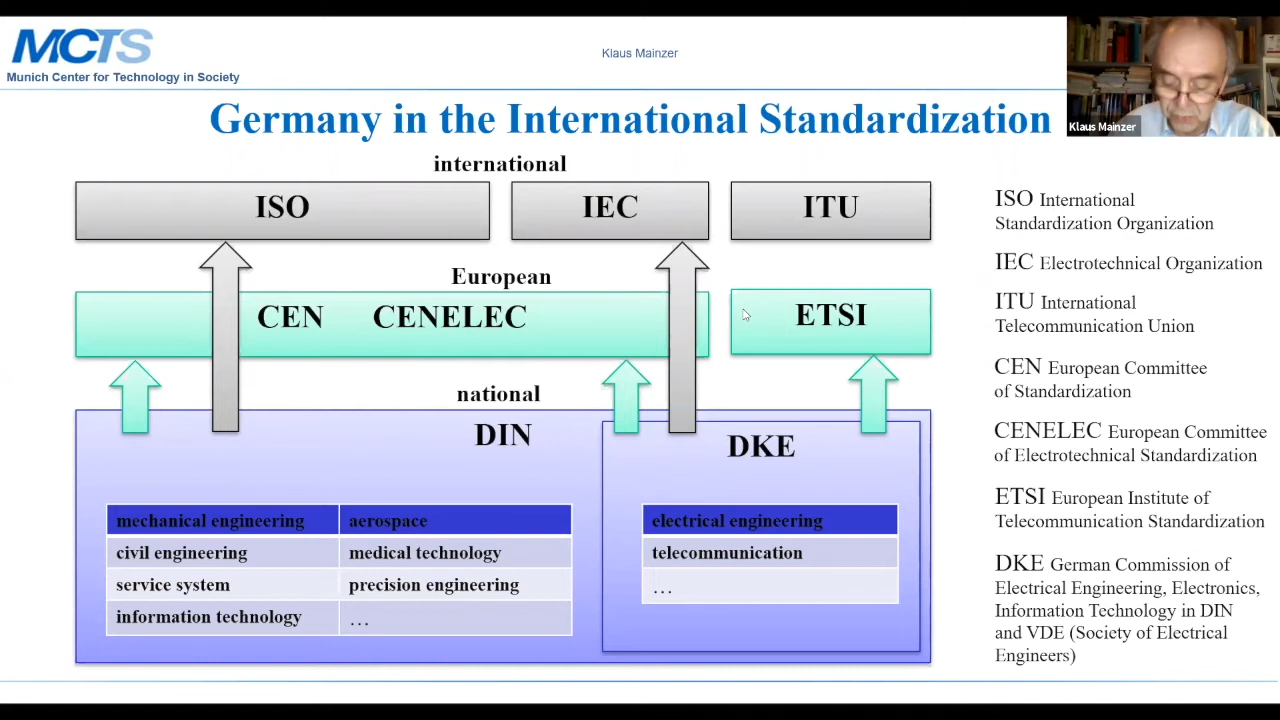 MCTS
Munich Center for Technology in Society
Klaus Mainzer
Klaus Mainzer
Germany in the International Standardization
international
ISO
IEC
ITU
European
CEN
CENELEC
ETSI
national
DIN
DKE
mechanical engineering
aerospace
civil engineering
medical technology
service system
precision engineering
information technology
…
electrical engineering
telecommunication
…
ISO International
Standardization Organization
IEC Electrotechnical Organization
ITU International
Telecommunication Union
CEN European Committee
of Standardization
CENELEC European Committee
of Electrotechnical Standardization
ETSI European Institute of
Telecommunication Standardization
DKE German Commission of
Electrical Engineering, Electronics,
Information Technology in DIN
and VDE (Society of Electrical
Engineers)